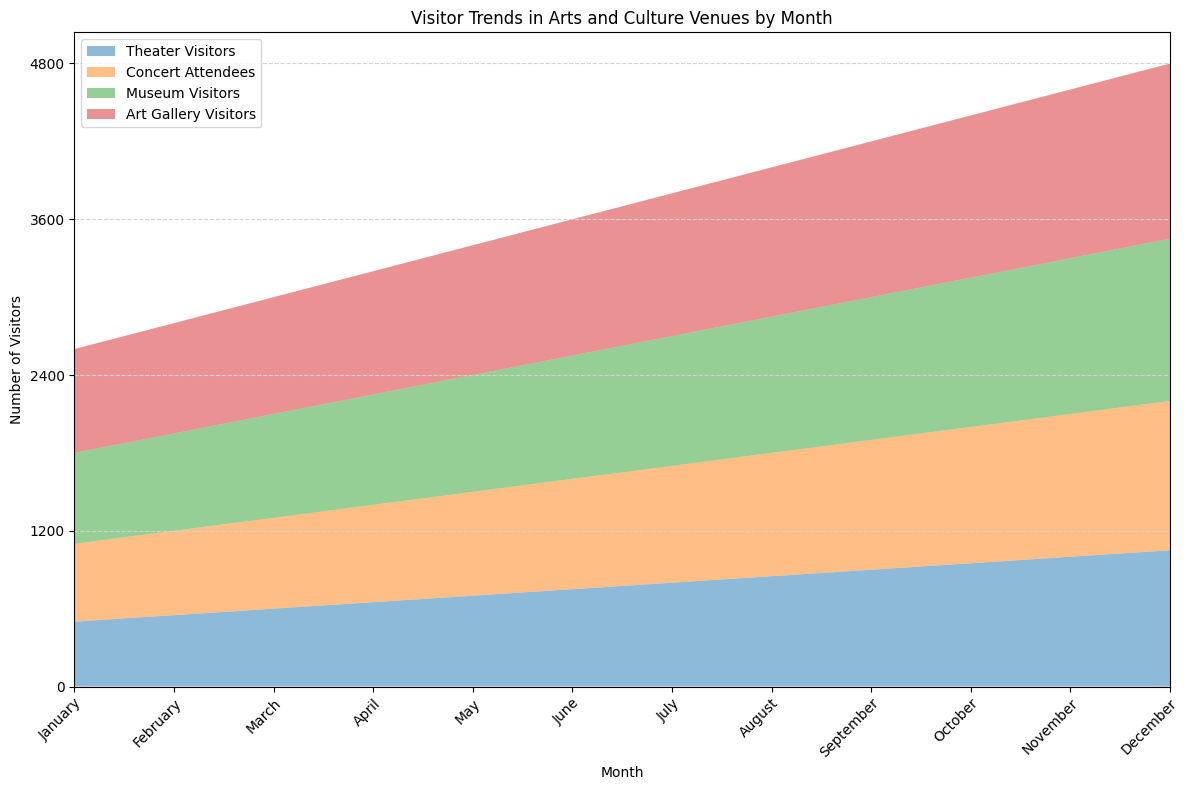 Visitor Trends in Arts and Culture Venues by Month
Theater Visitors
Concert Attendees
Museum Visitors
Art Gallery Visitors
Number of Visitors
4800
3600
2400
1200
0
January
February
March
April
May
June
July
August
September
October
November
December
Month